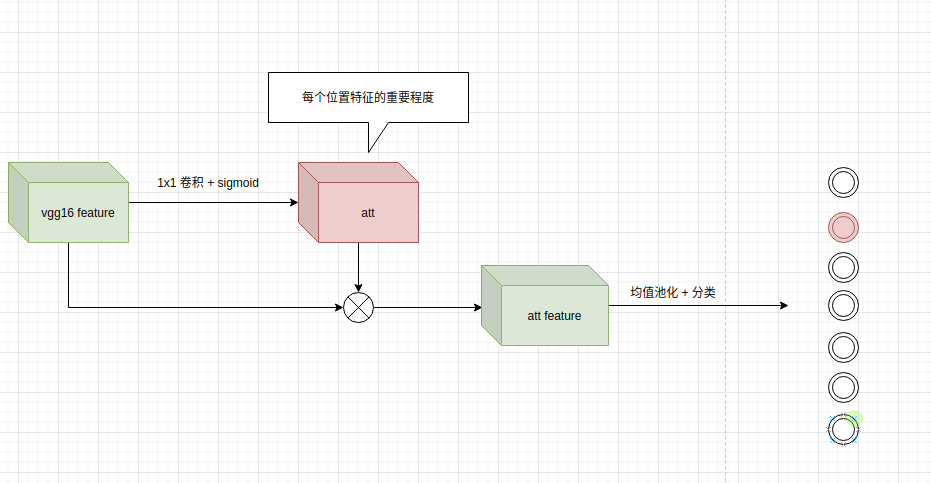 每个位置特征的重要程度
1x1 卷积 + sigmoid
vgg16 feature
att
均值池化 + 分类
att feature